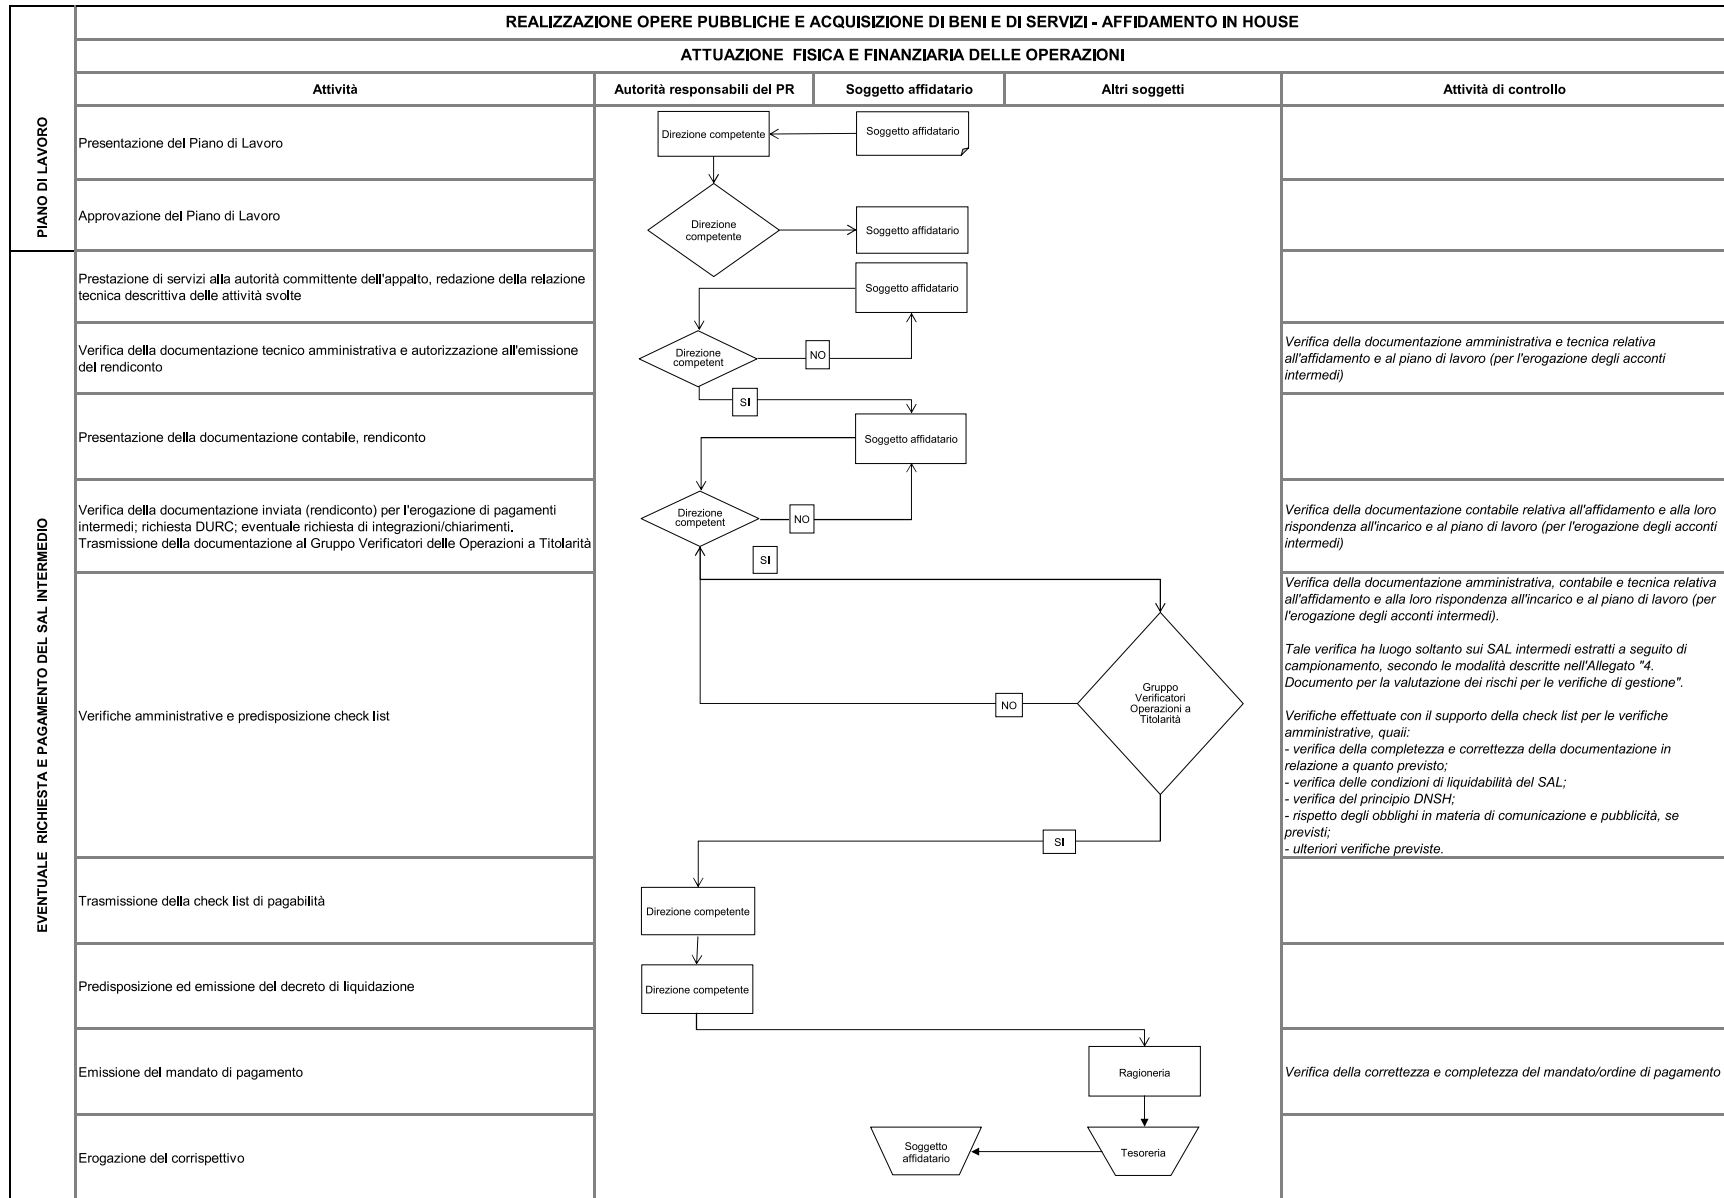 REALIZZAZIONE OPERE PUBBLICHE E ACQUISIZIONE DI BENI E DI SERVIZI - AFFIDAMENTO IN HOUSE
ATTUAZIONE FISICA E FINANZIARIA DELLE OPERAZIONI
Attività
Autorità responsabili del PR
Soggetto affidatario
Altri soggetti
Attività di controllo
PIANO DI LAVORO
Presentazione del Piano di Lavoro
Direzione competente
Soggetto affidatario
Approvazione del Piano di Lavoro
Direzione
competente
Soggetto affidatario
EVENTUALE RICHIESTA E PAGAMENTO DEL SAL INTERMEDIO
Prestazione di servizi alla autorità committente dell'appalto, redazione della relazione
tecnica descrittiva delle attività svolte
Soggetto affidatario
Verifica della documentazione tecnico amministrativa e autorizzazione all'emissione
del rendiconto
Direzione
competent
NO
SI
Verifica della documentazione amministrativa e tecnica relativa
all'affidamento e al piano di lavoro (per l'erogazione degli acconti
intermedi)
Presentazione della documentazione contabile, rendiconto
Soggetto affidatario
Verifica della documentazione inviata (rendiconto) per l'erogazione di pagamenti
intermedi; richiesta DURC; eventuale richiesta di integrazioni/chiarimenti.
Trasmissione della documentazione al Gruppo Verificatori delle Operazioni a Titolarità
Direzione
competent
NO
SI
Verifica della documentazione contabile relativa all'affidamento e alla loro
rispondenza all'incarico e al piano di lavoro (per l'erogazione degli acconti
intermedi)
Verifiche amministrative e predisposizione check list
Gruppo
Verificatori
Operazioni a
Titolarità
NO
SI
Verifica della documentazione amministrativa, contabile e tecnica relativa
all'affidamento e alla loro rispondenza all'incarico e al piano di lavoro (per
l'erogazione degli acconti intermedi).
Tale verifica ha luogo soltanto sui SAL intermedi estratti a seguito di
campionamento, secondo le modalità descritte nell'Allegato "4.
Documento per la valutazione dei rischi per le verifiche di gestione".
Verifiche effettuate con il supporto della check list per le verifiche
amministrative, quaii:
- verifica della completezza e correttezza della documentazione in
relazione a quanto previsto;
- verifica delle condizioni di liquidabilità del SAL;
- verifica del principio DNSH;
- rispetto degli obblighi in materia di comunicazione e pubblicità, se
previsti;
- ulteriori verifiche previste.
Trasmissione della check list di pagabilità
Direzione competente
Predisposizione ed emissione del decreto di liquidazione
Direzione competente
Emissione del mandato di pagamento
Ragioneria
Verifica della correttezza e completezza del mandato/ordine di pagamento
Erogazione del corrispettivo
Soggetto
affidatario
Tesoreria